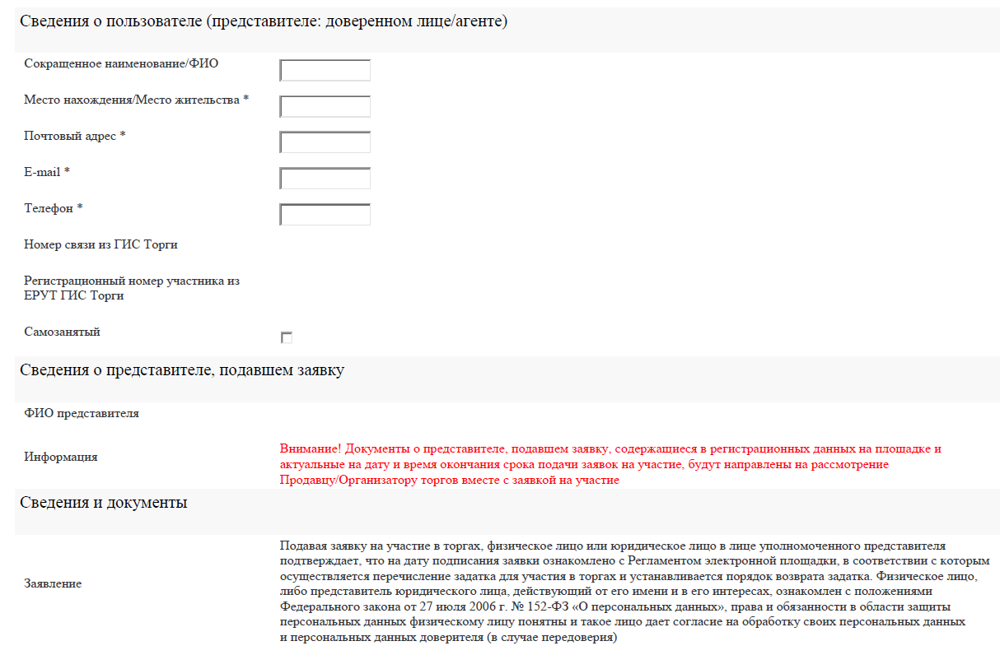 Сведения о пользователе (представителе: доверенном лице/агенте)
Сокращенное наименование/ФИО
Место нахождения/Место жительства *
Почтовый адрес *
E-mail *
Телефон *
Номер связи из ГИС Торги
Регистрационный номер участника из
ЕРУТ ГИС Торги
Самозанятый
Сведения о представителе, подавшем заявку
ФИО представителя
Информация
Внимание! Документы о представителе, подавшем заявку, содержащиеся в регистрационных данных на площадке и
актуальные на дату и время окончания срока подачи заявок на участие, будут направлены на рассмотрение
Продавцу/Организатору торгов вместе с заявкой на участие
Сведения и документы
Заявление
Подавая заявку на участие в торгах, физическое лицо или юридическое лицо в лице уполномоченного представителя
подтверждает, что на дату подписания заявки ознакомлено с Регламентом электронной площадки, в соответствии с которым
осуществляется перечисление задатка для участия в торгах и устанавливается порядок возврата задатка. Физическое лицо,
либо представитель юридического лица, действующий от его имени и в его интересах, ознакомлен с положениями
Федерального закона от 27 июля 2006 г. № 152-ФЗ «О персональных данных», права и обязанности в области защиты
персональных данных физическому лицу понятны и такое лицо дает согласие на обработку своих персональных данных
и персональных данных доверителя (в случае передоверия)